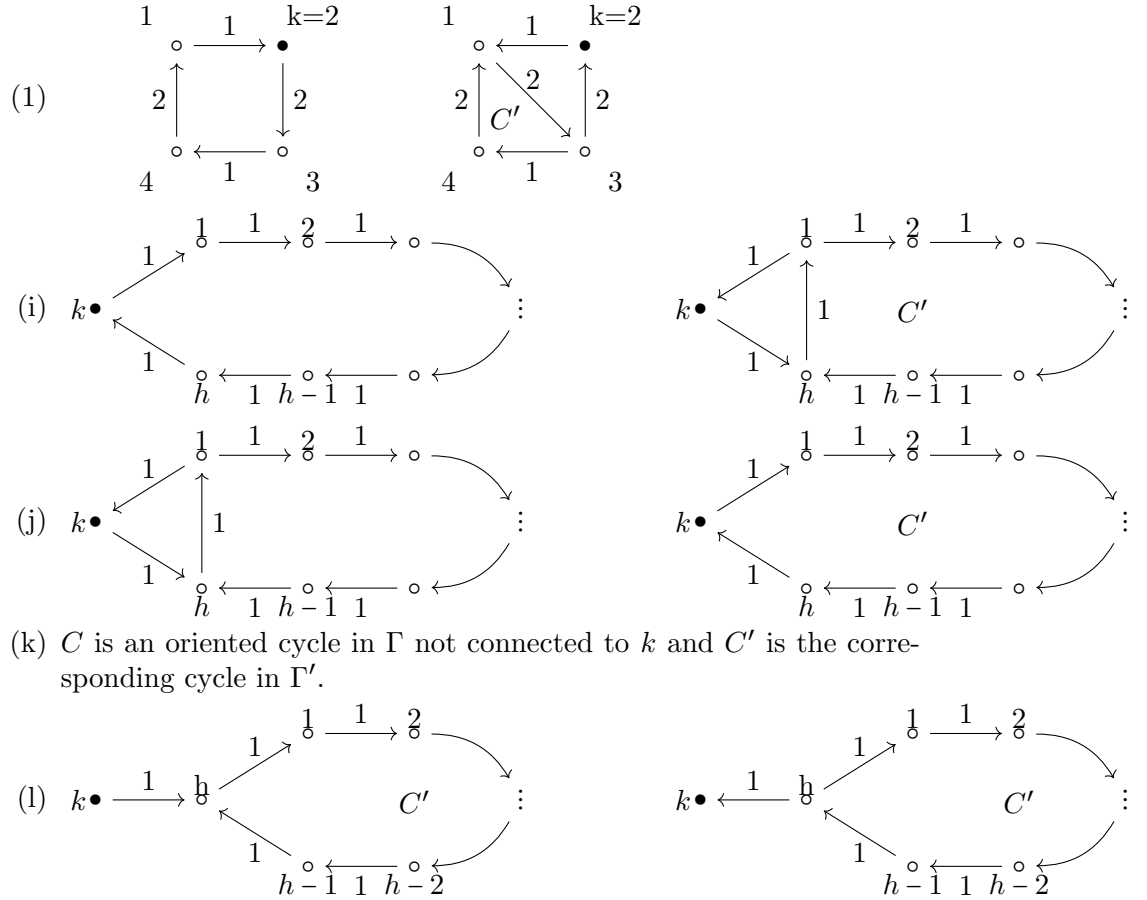 1 1 k=2 1 1 k=2
2
(1) 2 2 2 2
C′
1 1
4 3 4 3
1 1 2 1 1 1 2 1
1 1
(i) k ⋮ k 1 C′ ⋮
1 1
h 1 h−1 1 h 1 h−1 1
1 1 2 1 1 1 2 1
1 1
(j) k 1 ⋮ k C′ ⋮
1 1
h 1 h−1 1 h 1 h−1 1
(k) C is an oriented cycle in Γ not connected to k and C′ is the corre-
sponding cycle in Γ′.
1 1 2 1 1 2
1 1
(l) k 1 h C′ ⋮ k 1 h C′ ⋮
1 1
h−1 1 h−2 h−1 1 h−2